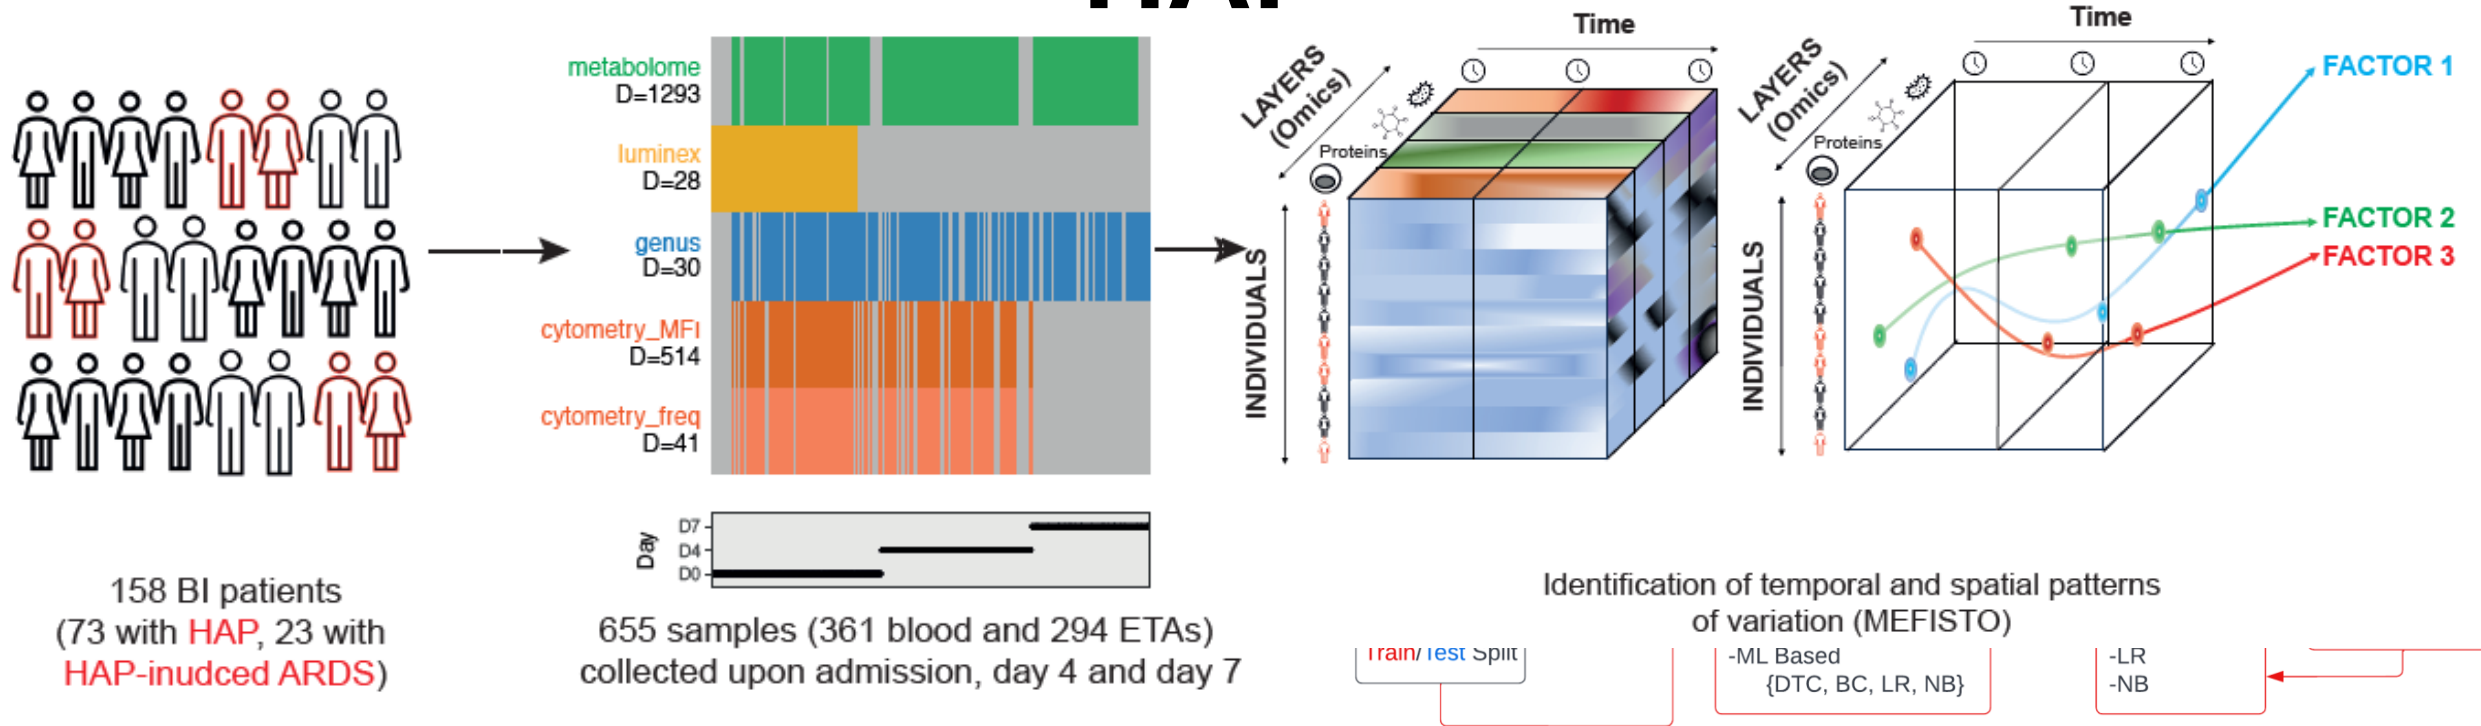 HAP
158 BI patients
(73 with HAP, 23 with
HAP-inudced ARDS)
metabolome
D=1293
luminex
D=28
genus
D=30
cytometry_MFI
D=514
cytometry_freq
D=41
Day
D7
D4
D0
655 samples (361 blood and 294 ETAs)
collected upon admission, day 4 and day 7
Time
LAYERS
(Omics)
Proteins
INDIVIDUALS
Time
LAYERS
(Omics)
Proteins
INDIVIDUALS
FACTOR 1
FACTOR 2
FACTOR 3
Identification of temporal and spatial patterns
of variation (MEFISTO)
Train/Test Split
-ML Based
{DTC, BC, LR, NB}
-LR
-NB